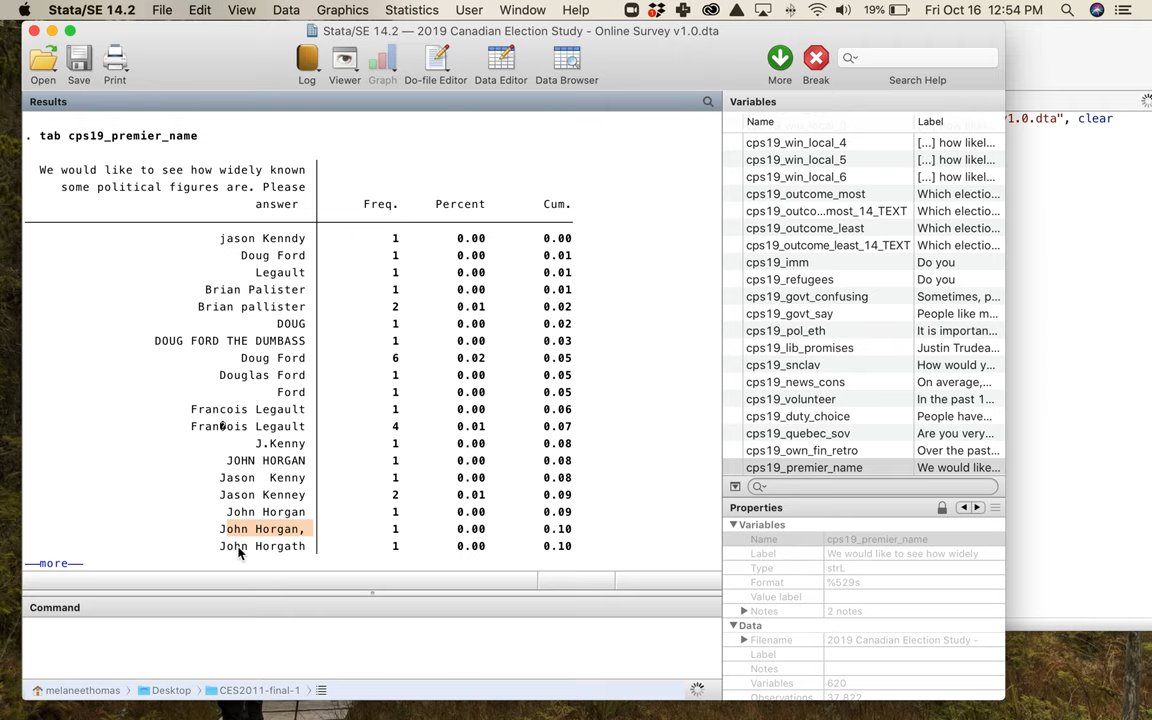 Stata/SE 14.2 File Edit View Data Graphics Statistics User Window Help 19% Fri Oct 16 12:54 PM
Stata/SE 14.2 — 2019 Canadian Election Study - Online Survey v1.0.dta
Open Save Print Log Viewer Graph Do-file Editor Data Editor Data Browser More Break Search Help
Results
. tab cps19_premier_name
We would like to see how widely known
some political figures are. Please
answer Freq. Percent Cum.
jason Kenndy 1 0.00 0.00
Doug Ford 1 0.00 0.01
Legault 1 0.00 0.01
Brian Palister 1 0.00 0.01
Brian pallister 2 0.01 0.02
DOUG 1 0.00 0.02
DOUG FORD THE DUMBASS 1 0.00 0.03
Doug Ford 6 0.02 0.05
Douglas Ford 1 0.00 0.05
Ford 1 0.00 0.05
Francois Legault 1 0.00 0.06
Fran�ois Legault 4 0.01 0.07
J.Kenny 1 0.00 0.08
JOHN HORGAN 1 0.00 0.08
Jason  Kenny 1 0.00 0.08
Jason Kenney 2 0.01 0.09
John Horgan 1 0.00 0.09
John Horgan, 1 0.00 0.10
John Horgath 1 0.00 0.10
—more—
Command
melaneethomas Desktop CES2011-final-1
Variables
Name Label
cps19_win_local_4 [...] how likel...
cps19_win_local_5 [...] how likel...
cps19_win_local_6 [...] how likel...
cps19_outcome_most Which electio...
cps19_outco...most_14_TEXT Which electio...
cps19_outcome_least Which electio...
cps19_outcome_least_14_TEXT Which electio...
cps19_imm Do you
cps19_refugees Do you
cps19_govt_confusing Sometimes, p...
cps19_govt_say People like m...
cps19_pol_eth It is importan...
cps19_lib_promises Justin Trudea...
cps19_snclav How would y...
cps19_news_cons On average,...
cps19_volunteer In the past 1...
cps19_duty_choice People have...
cps19_quebec_sov Are you very...
cps19_own_fin_retro Over the past...
cps19_premier_name We would like...
Properties
Variables
Name cps19_premier_name
Label We would like to see how widely
Type strL
Format %529s
Value label
Notes 2 notes
Data
Filename 2019 Canadian Election Study -
Label
Notes
Variables 620
Observations 37,822
v1.0.dta", clear